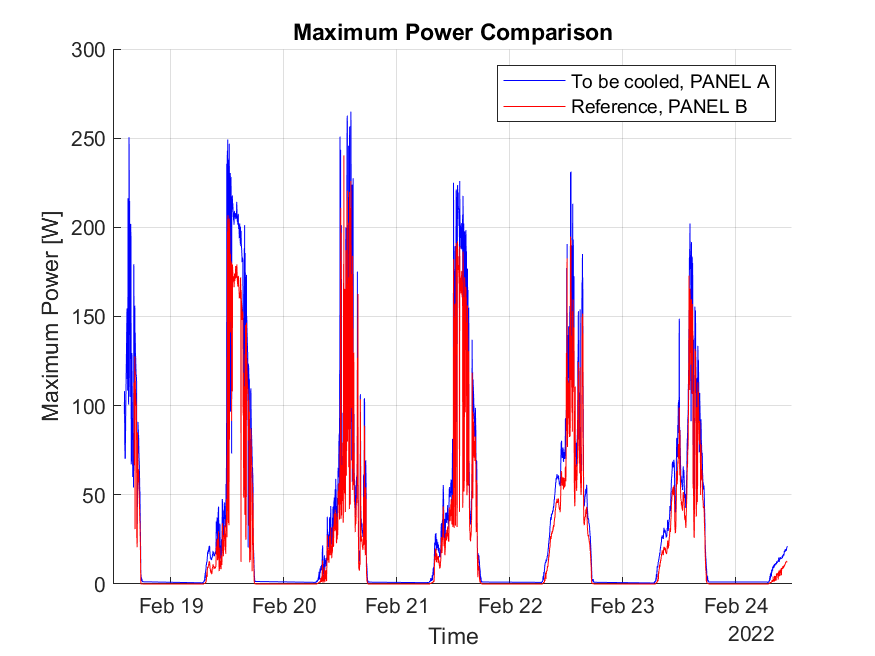 Maximum Power Comparison
300
250
200
150
100
50
0
Maximum Power [W]
To be cooled, PANEL A
Reference, PANEL B
Feb 19 Feb 20 Feb 21 Feb 22 Feb 23 Feb 24
Time
2022